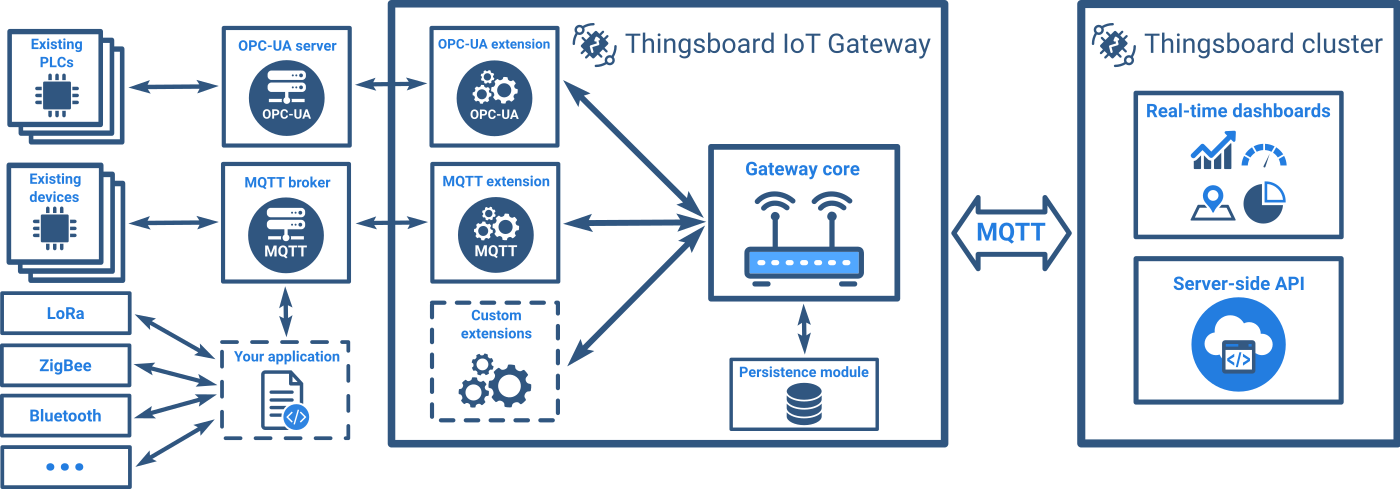 Existing
PLCs
OPC-UA server
OPC-UA
OPC-UA extension
OPC-UA
Thingsboard IoT Gateway
Thingsboard cluster
Real-time dashboards
Existing
devices
MQTT broker
MQTT
MQTT extension
MQTT
Gateway core
MQTT
Server-side API
</>
LoRa
ZigBee
Bluetooth
...
Your application
</>
Custom
extensions
Persistence module